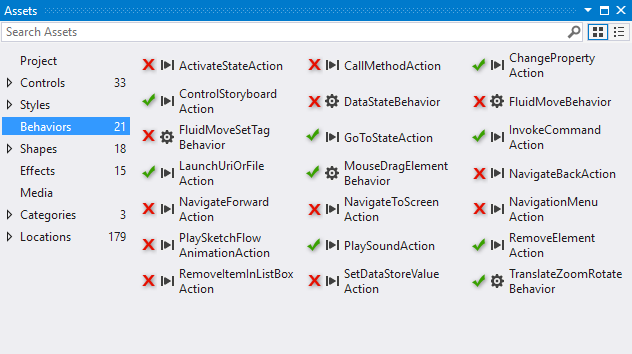 Assets
Search Assets
Project
Controls 33
Styles
Behaviors 21
Shapes 18
Effects 15
Media
Categories 3
Locations 179
ActivateStateAction
CallMethodAction
ChangeProperty
Action
ControlStoryboard
Action
DataStateBehavior
FluidMoveBehavior
FluidMoveSetTag
Behavior
GoToStateAction
InvokeCommand
Action
LaunchUriOrFile
Action
MouseDragElement
Behavior
NavigateBackAction
NavigateForward
Action
NavigateToScreen
Action
NavigationMenu
Action
PlaySketchFlow
AnimationAction
PlaySoundAction
RemoveElement
Action
RemoveItemInListBox
Action
SetDataStoreValue
Action
TranslateZoomRotate
Behavior